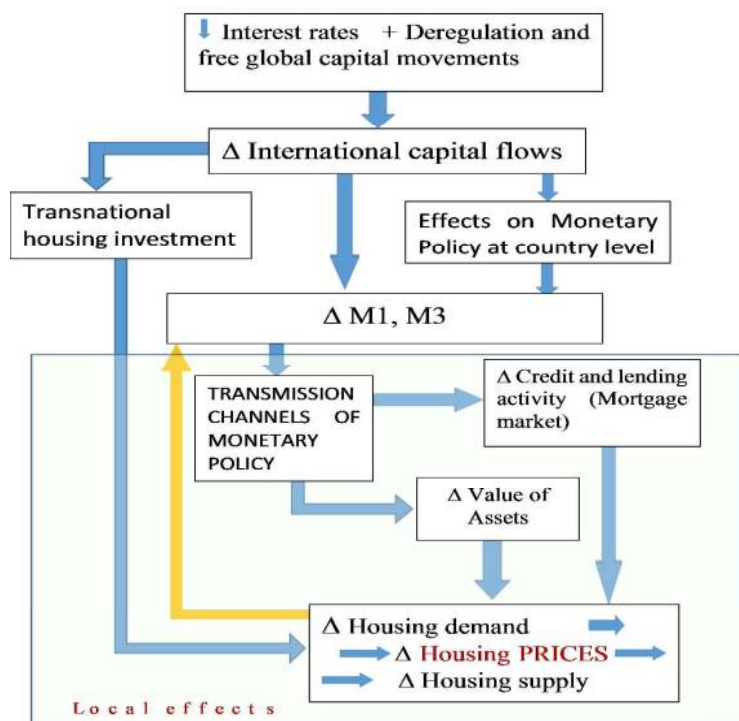 Interest rates + Deregulation and
free global capital movements
Δ International capital flows
Transnational
housing investment
Effects on Monetary
Policy at country level
Δ M1, M3
TRANSMISSION
CHANNELS OF
MONETARY
POLICY
Δ Credit and lending
activity (Mortgage
market)
Δ Value of
Assets
Δ Housing demand
Δ Housing PRICES
Δ Housing supply
Local effects